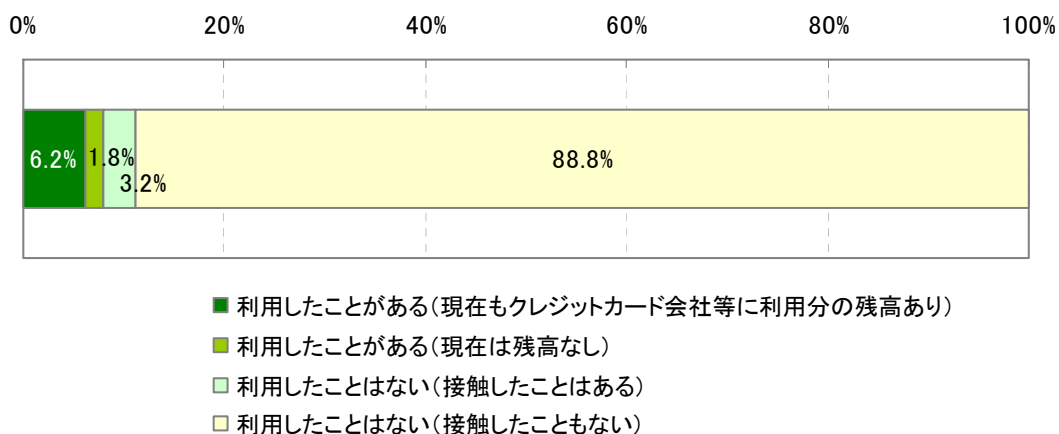 0% 20% 40% 60% 80% 100%
6.2% 1.8% 88.8%
3.2%
利用したことがある（現在もクレジットカード会社等に利用分の残高あり）
利用したことがある（現在は残高なし）
利用したことはない（接触したことはある）
利用したことはない（接触したこともない）